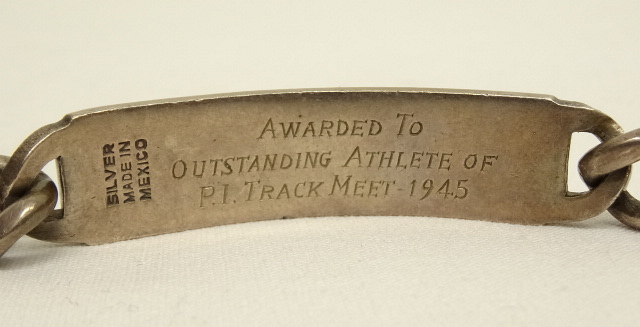 SILVER
MADE IN
MEXICO
AWARDED TO
OUTSTANDING ATHLETE OF
P.I. TRACK MEET - 1945